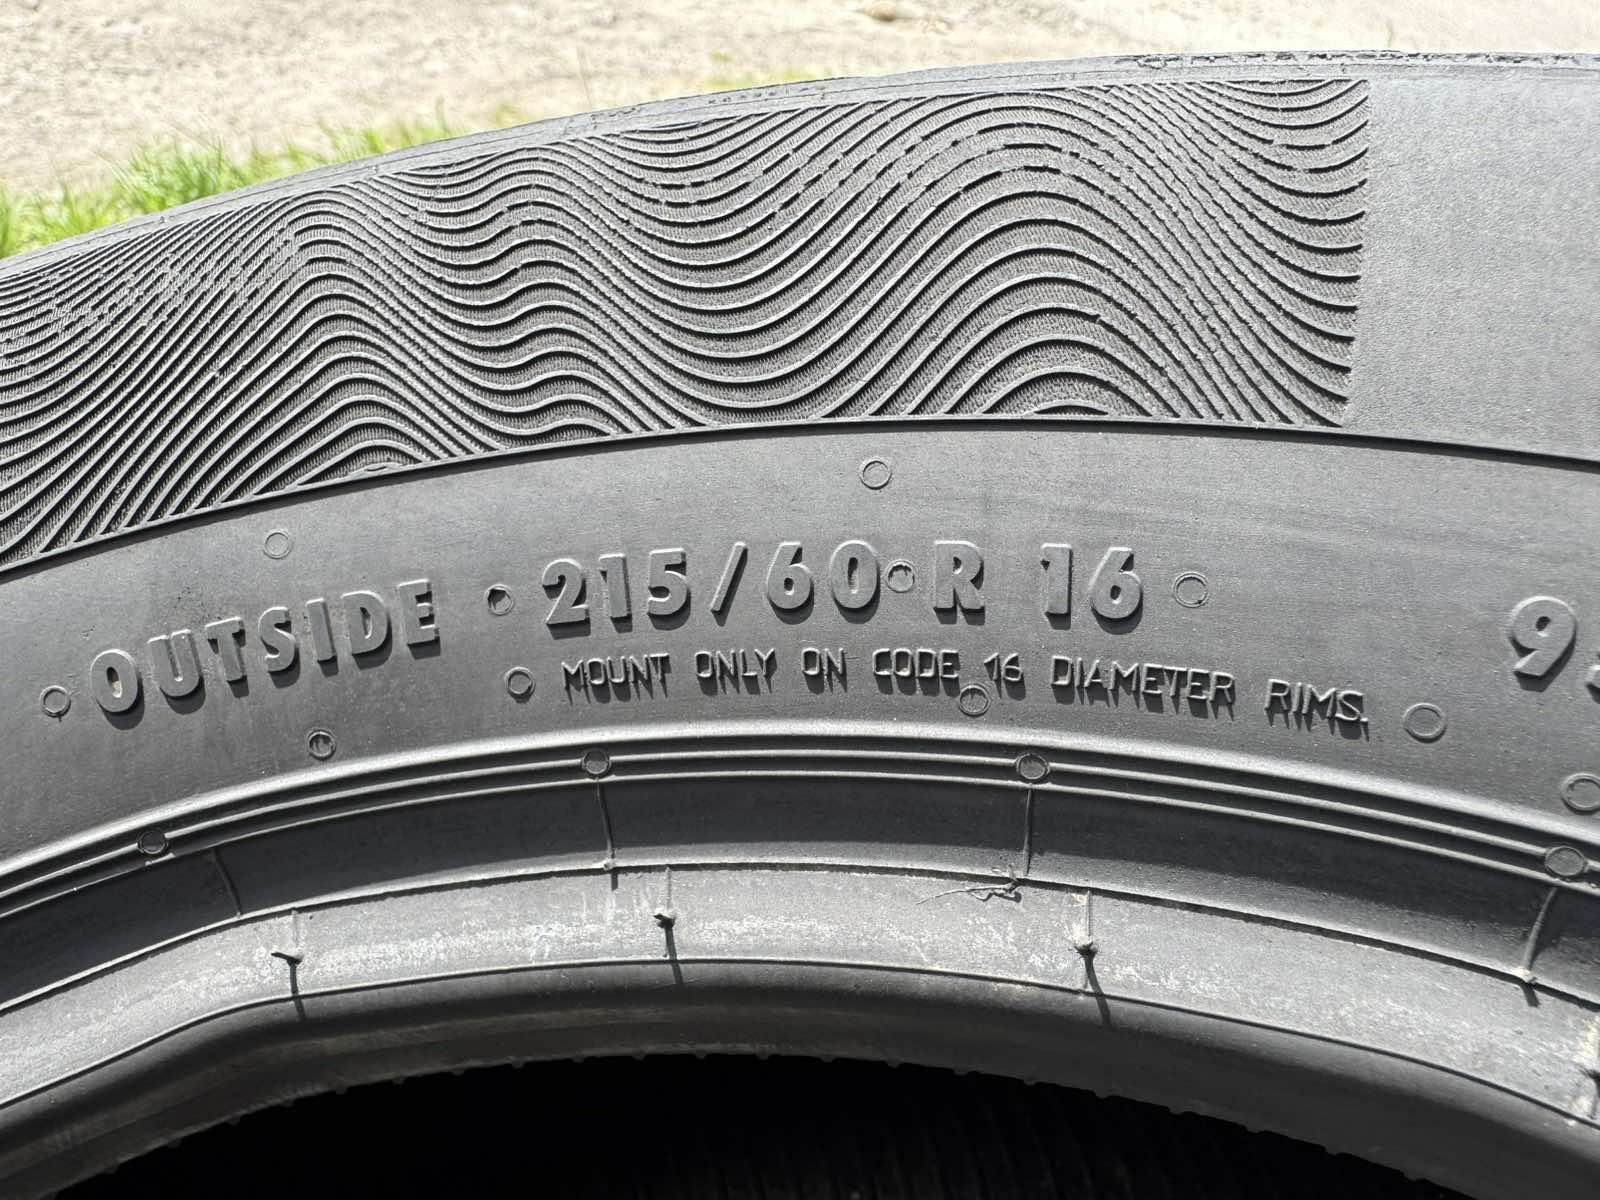 OUTSIDE 215/60 R 16
MOUNT ONLY ON CODE 16 DIAMETER RIMS.